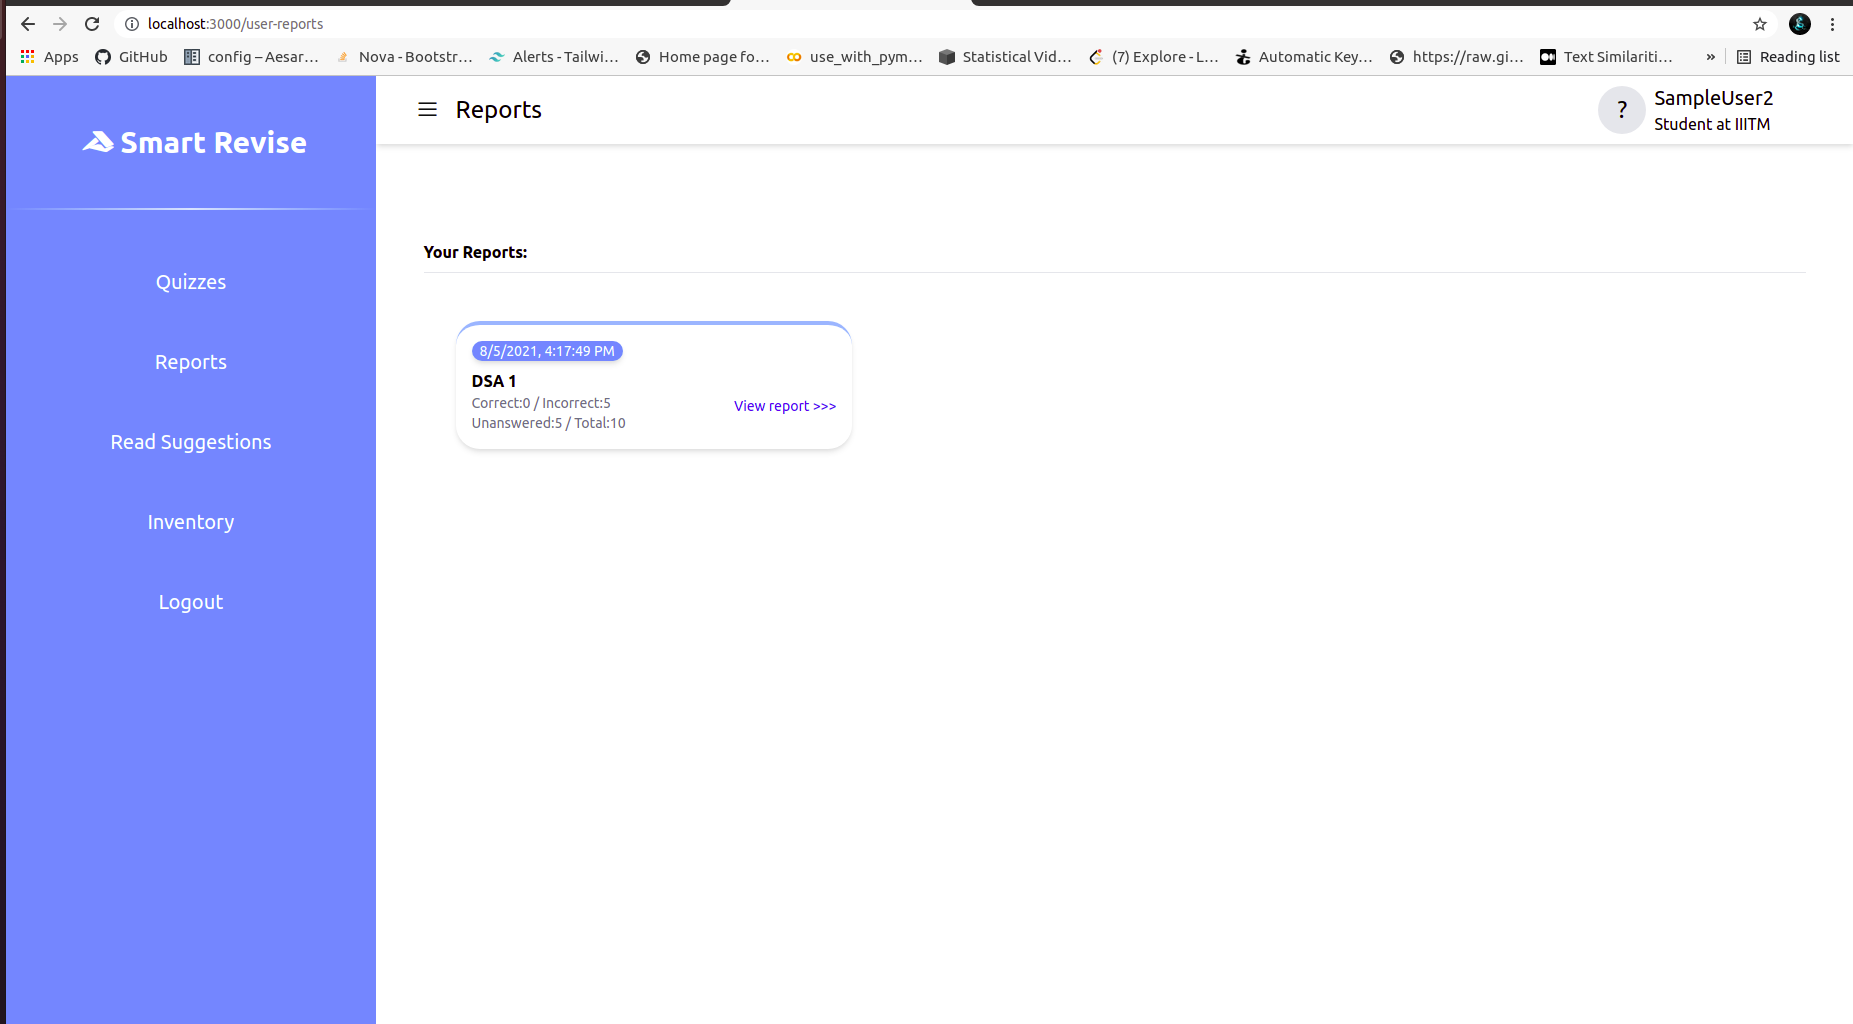 localhost:3000/user-reports
Apps GitHub config – Aesar... Nova - Bootstr... Alerts - Tailwi... Home page fo... use_with_pym... Statistical Vid... (7) Explore - L... Automatic Key... https://raw.gi... Text Similariti... » Reading list
Smart Revise
Reports
?
SampleUser2
Student at IIITM
Quizzes
Reports
Read Suggestions
Inventory
Logout
Your Reports:
8/5/2021, 4:17:49 PM
DSA 1
Correct:0 / Incorrect:5
Unanswered:5 / Total:10
View report >>>